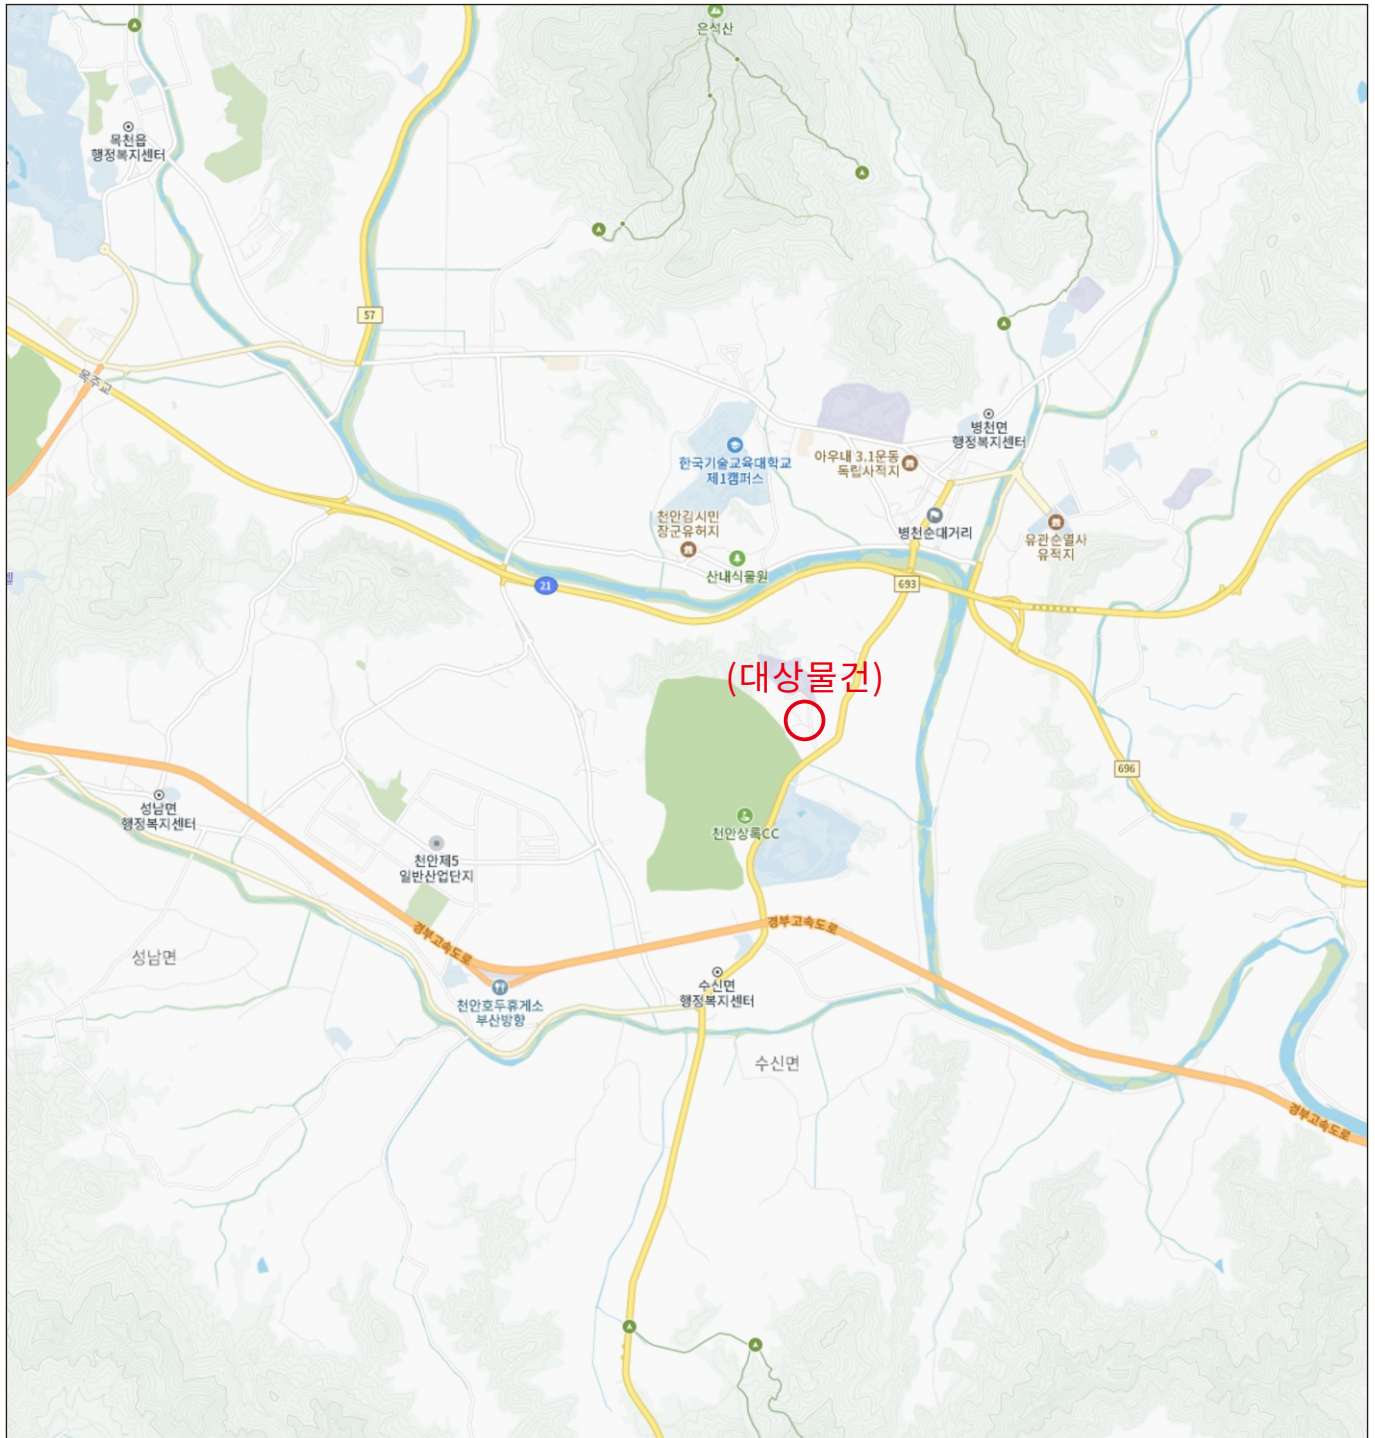 은석산
목천읍
행정복지센터
57
목주교
병천면
행정복지센터
한국기술교육대학교
제1캠퍼스
아우내 3.1운동
독립사적지
천안김시민
장군유허지
병천순대거리
유관순열사
유적지
산내식물원
21
693
(대상물건)
696
성남면
행정복지센터
천안상록CC
천안제5
일반산업단지
경부고속도로
경부고속도로
성남면
수신면
행정복지센터
천안호두휴게소
부산방향
수신면
경부고속도로